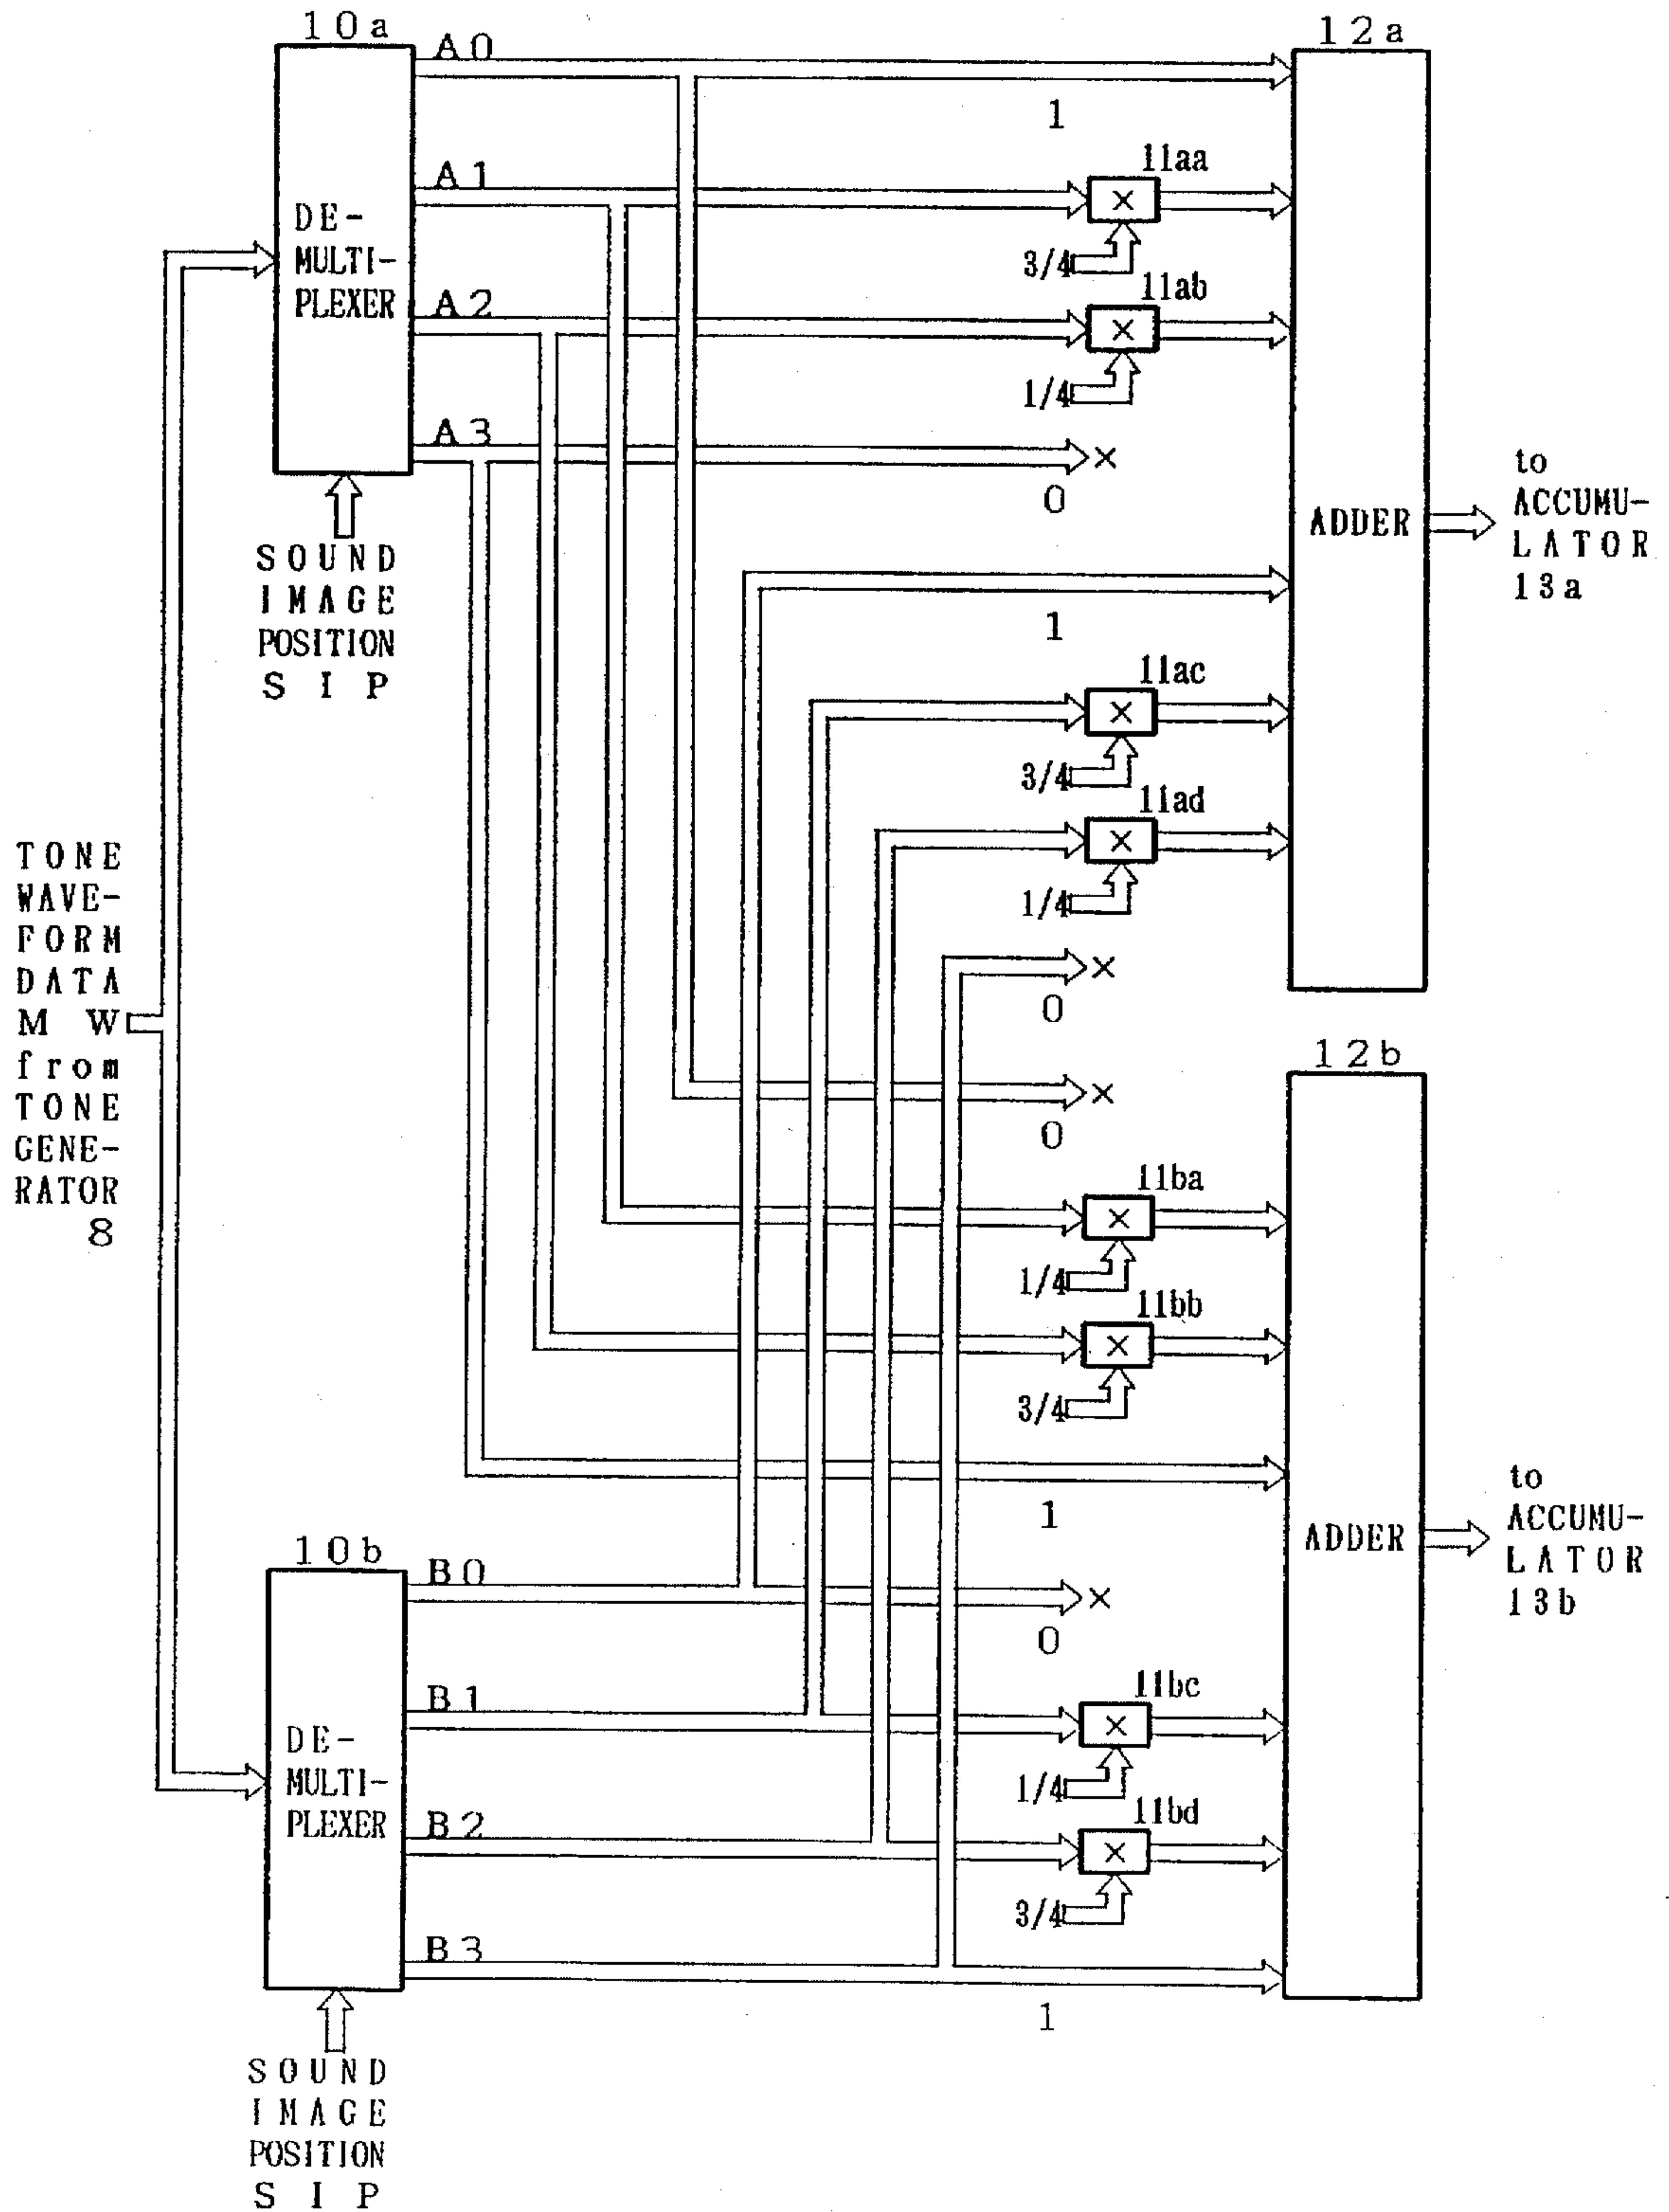 10a
A0
12a
1
A1
11aa
DE-
MULTI-
PLEXER
×
3/4
A2
11ab
×
1/4
A3
×
0
SOUND
IMAGE
POSITION
SIP
ADDER
to
ACCUMU-
LATOR
13a
1
11ac
×
3/4
11ad
×
1/4
TONE
WAVE-
FORM
DATA
MW
from
TONE
GENE-
RATOR
8
×
0
12b
×
0
11ba
×
1/4
11bb
×
3/4
1
ADDER
to
ACCUMU-
LATOR
13b
10b
B0
×
0
B1
11bc
DE-
MULTI-
PLEXER
×
1/4
B2
11bd
×
3/4
B3
1
SOUND
IMAGE
POSITION
SIP